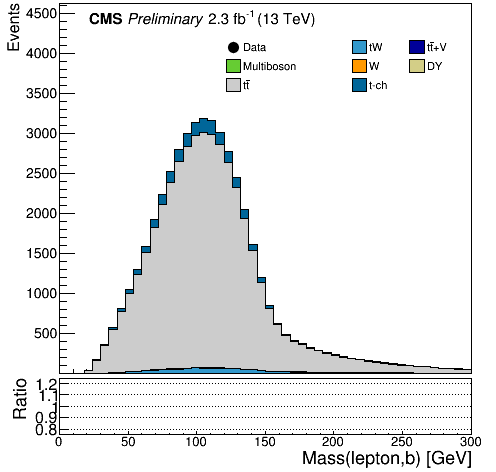 CMS Preliminary 2.3 fb⁻¹ (13 TeV)
Events
4500
4000
3500
3000
2500
2000
1500
1000
500
Data
Multiboson
tt̄
tW
W
t-ch
tt̄+V
DY
Ratio
1.2
1.1
1
0.9
0.8
0 50 100 150 200 250 300
Mass(lepton,b) [GeV]